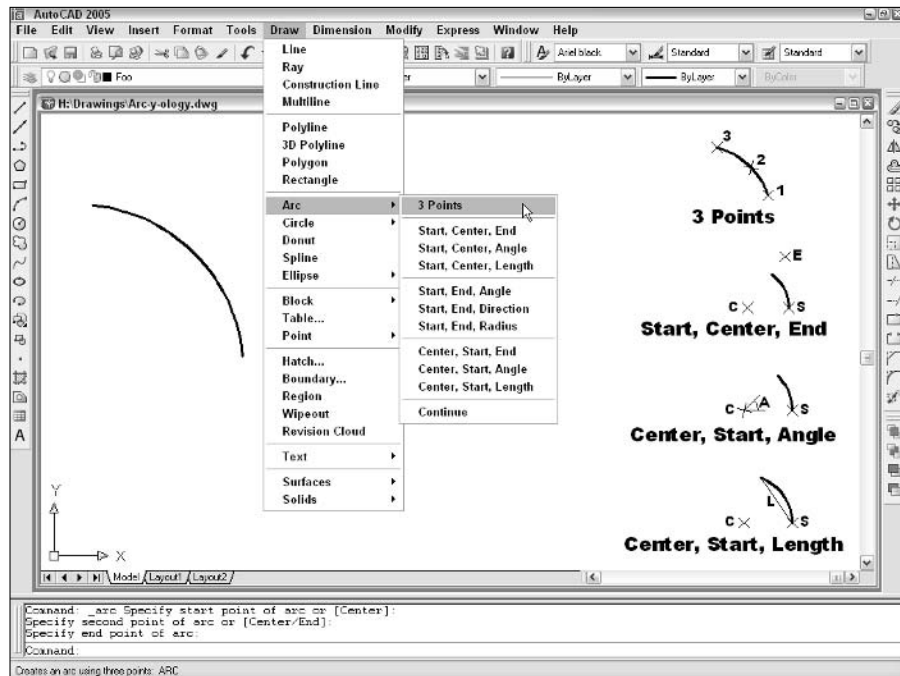 AutoCAD 2005
File Edit View Insert Format Tools Draw Dimension Modify Express Window Help
Ariel black Standard Standard
Foo ByLayer ByLayer ByColor
H:\Drawings\Arc-y-ology.dwg
Line
Ray
Construction Line
Multiline
Polyline
3D Polyline
Polygon
Rectangle
Arc
Circle
Donut
Spline
Ellipse
Block
Table...
Point
Hatch...
Boundary...
Region
Wipeout
Revision Cloud
Text
Surfaces
Solids
3 Points
Start, Center, End
Start, Center, Angle
Start, Center, Length
Start, End, Angle
Start, End, Direction
Start, End, Radius
Center, Start, End
Center, Start, Angle
Center, Start, Length
Continue
3
2
1
3 Points
E
C S
Start, Center, End
C A S
Center, Start, Angle
L
C S
Center, Start, Length
A
Y
X
Model Layout1 Layout2
Command: _arc Specify start point of arc or [Center]:
Specify second point of arc or [Center/End]:
Specify end point of arc:
Command:
Creates an arc using three points: ARC